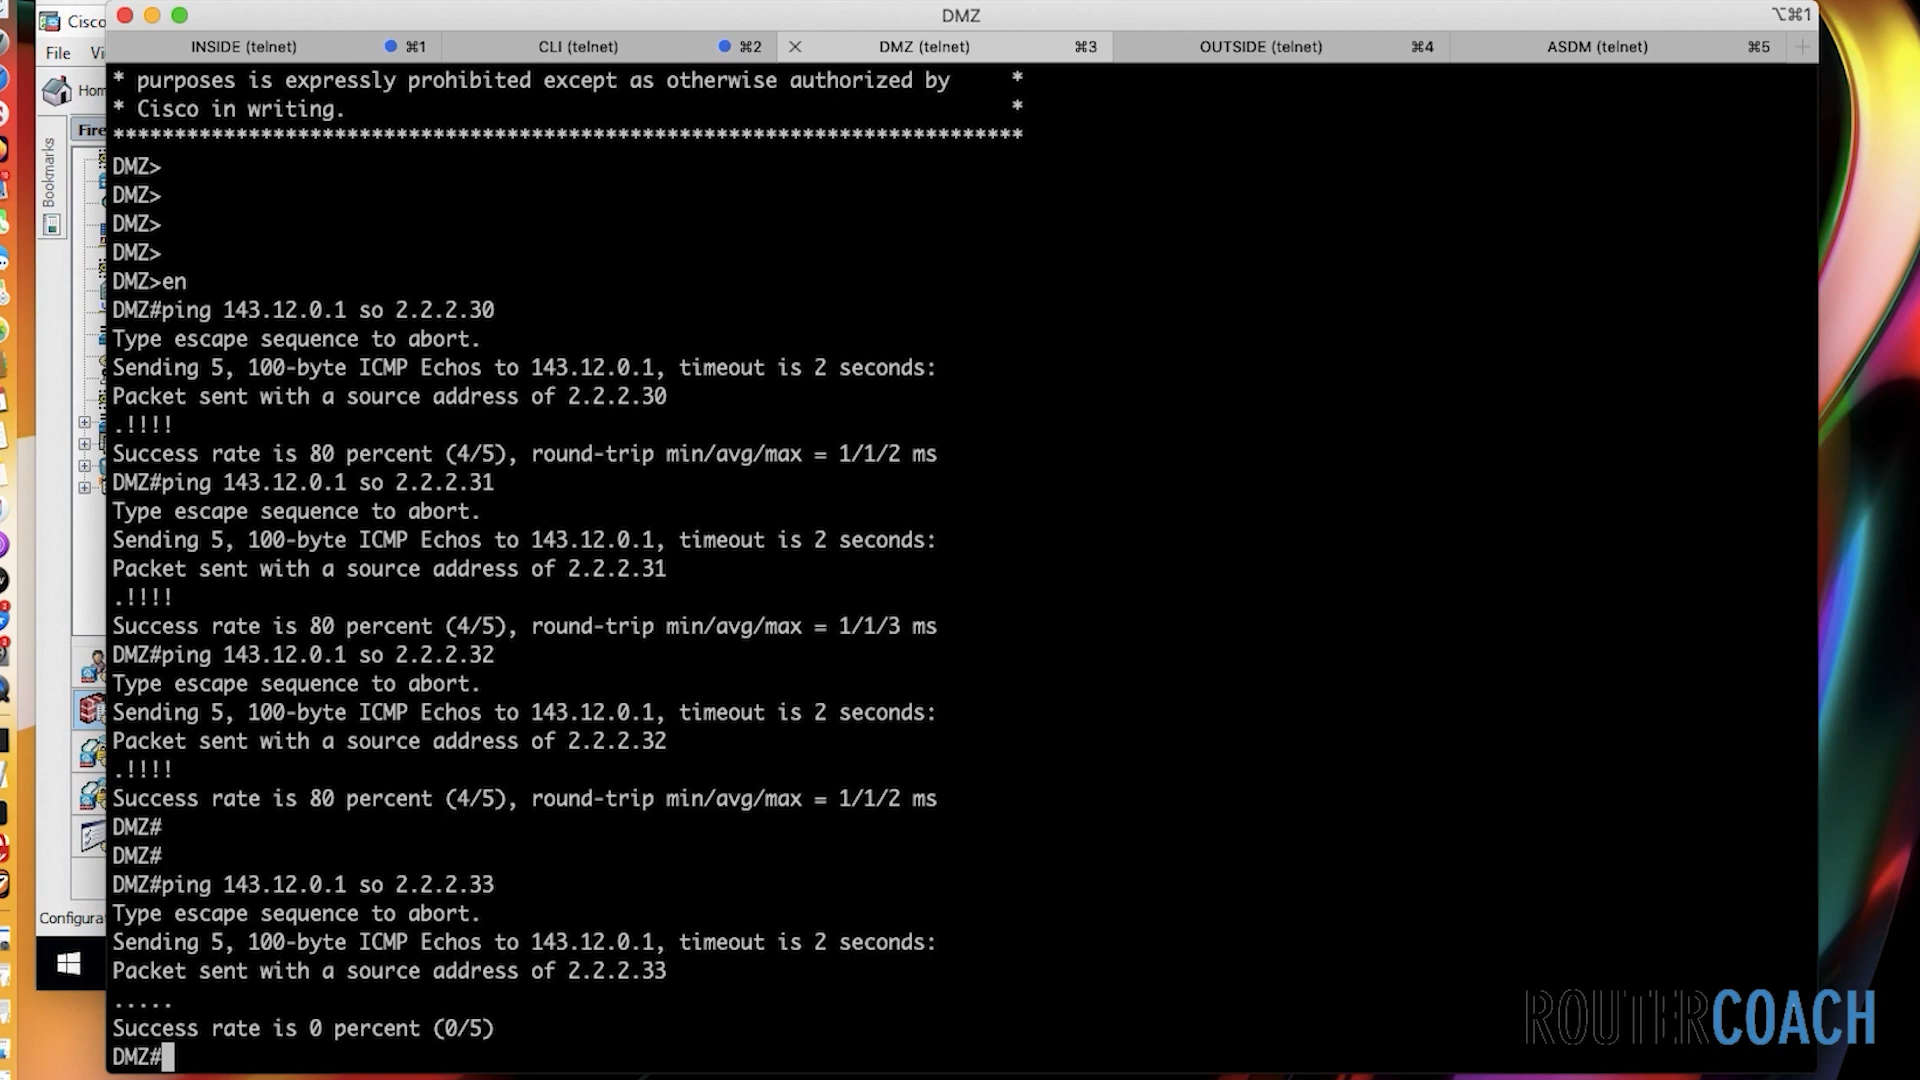 DMZ
⌥⌘1
Cisco
INSIDE (telnet) ⌘1
CLI (telnet) ⌘2
DMZ (telnet) ⌘3
OUTSIDE (telnet) ⌘4
ASDM (telnet) ⌘5
File
Hom
Bookmarks
* purposes is expressly prohibited except as otherwise authorized by *
* Cisco in writing. *
**************************************************************************
DMZ>
DMZ>
DMZ>
DMZ>
DMZ>en
DMZ#ping 143.12.0.1 so 2.2.2.30
Type escape sequence to abort.
Sending 5, 100-byte ICMP Echos to 143.12.0.1, timeout is 2 seconds:
Packet sent with a source address of 2.2.2.30
.!!!!
Success rate is 80 percent (4/5), round-trip min/avg/max = 1/1/2 ms
DMZ#ping 143.12.0.1 so 2.2.2.31
Type escape sequence to abort.
Sending 5, 100-byte ICMP Echos to 143.12.0.1, timeout is 2 seconds:
Packet sent with a source address of 2.2.2.31
.!!!!
Success rate is 80 percent (4/5), round-trip min/avg/max = 1/1/3 ms
DMZ#ping 143.12.0.1 so 2.2.2.32
Type escape sequence to abort.
Sending 5, 100-byte ICMP Echos to 143.12.0.1, timeout is 2 seconds:
Packet sent with a source address of 2.2.2.32
.!!!!
Success rate is 80 percent (4/5), round-trip min/avg/max = 1/1/2 ms
DMZ#
DMZ#
DMZ#ping 143.12.0.1 so 2.2.2.33
Type escape sequence to abort.
Sending 5, 100-byte ICMP Echos to 143.12.0.1, timeout is 2 seconds:
Packet sent with a source address of 2.2.2.33
.....
Success rate is 0 percent (0/5)
DMZ#
Fire
Configura
ROUTERCOACH